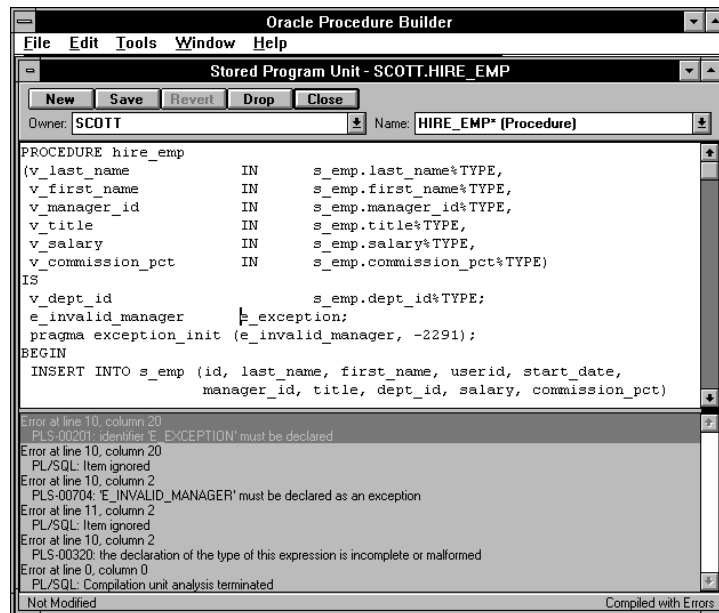 Oracle Procedure Builder
File Edit Tools Window Help
Stored Program Unit - SCOTT.HIRE_EMP
New Save Revert Drop Close
Owner: SCOTT Name: HIRE_EMP* (Procedure)
PROCEDURE hire_emp
(v_last_name IN s_emp.last_name%TYPE,
v_first_name IN s_emp.first_name%TYPE,
v_manager_id IN s_emp.manager_id%TYPE,
v_title IN s_emp.title%TYPE,
v_salary IN s_emp.salary%TYPE,
v_commission_pct IN s_emp.commission_pct%TYPE)
IS
v_dept_id s_emp.dept_id%TYPE;
e_invalid_manager e_exception;
pragma exception_init (e_invalid_manager, -2291);
BEGIN
INSERT INTO s_emp (id, last_name, first_name, userid, start_date,
manager_id, title, dept_id, salary, commission_pct)
Error at line 10, column 20
PLS-00201: identifier 'E_EXCEPTION' must be declared
Error at line 10, column 20
PL/SQL: Item ignored
Error at line 10, column 2
PLS-00704: 'E_INVALID_MANAGER' must be declared as an exception
Error at line 11, column 2
PL/SQL: Item ignored
Error at line 10, column 2
PLS-00320: the declaration of the type of this expression is incomplete or malformed
Error at line 0, column 0
PL/SQL: Compilation unit analysis terminated
Not Modified Compiled with Errors